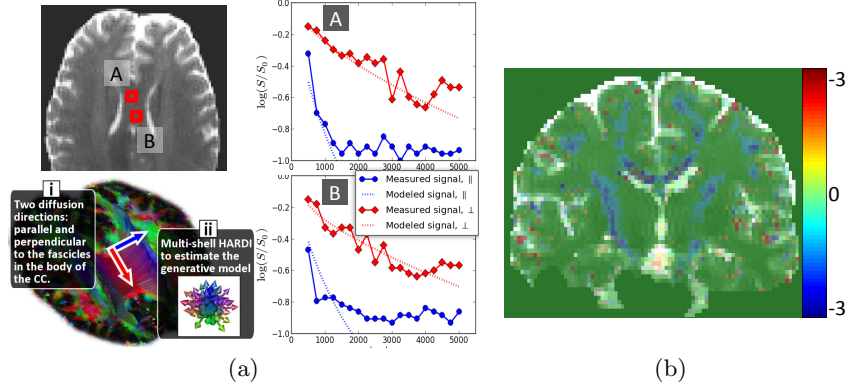 A
B
i
Two diffusion
directions:
parallel and
perpendicular
to the fascicles
in the body of
the CC.
ii
Multi-shell HARDI
to estimate the
generative model
A
log(S/S₀)
0.0
−0.2
−0.4
−0.6
−0.8
−1.0
0 1000 2000 3000 4000 5000
Measured signal, ∥
Modeled signal, ∥
Measured signal, ⊥
Modeled signal, ⊥
B
log(S/S₀)
0.0
−0.2
−0.4
−0.6
−0.8
−1.0
0 1000 2000 3000 4000 5000
(a)
-3
0
-3
(b)